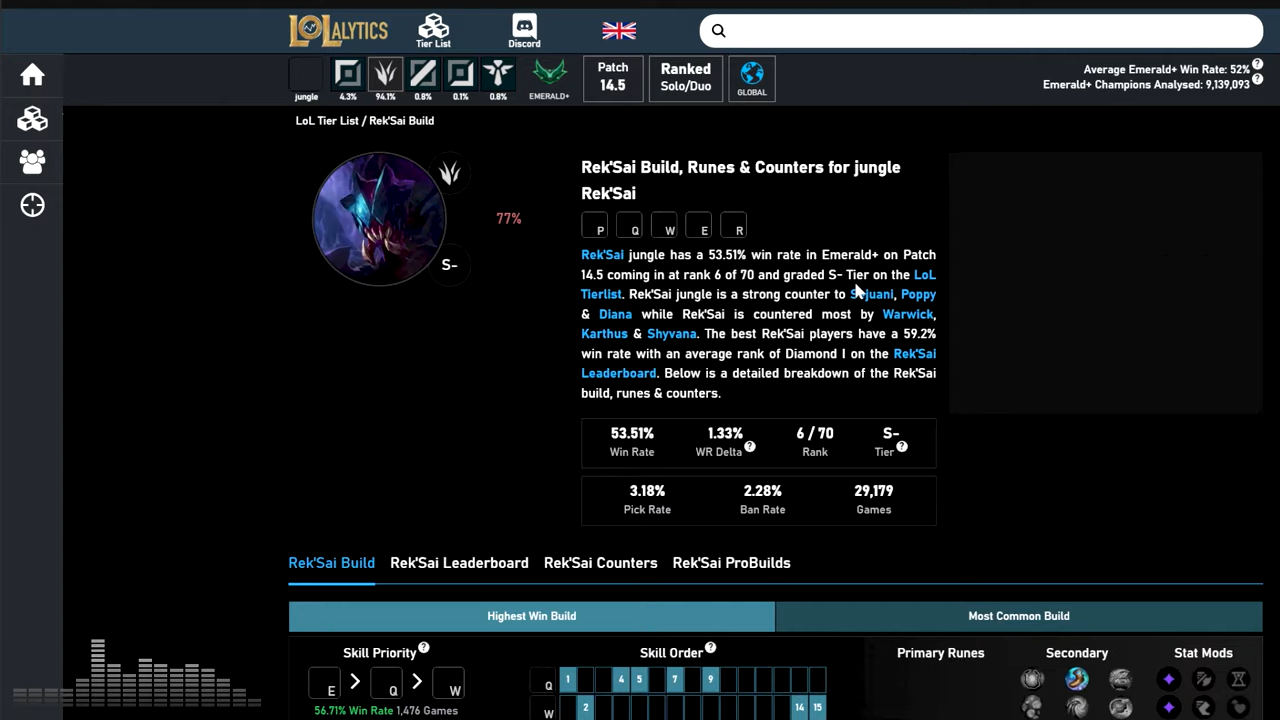 LOLALYTICS
Tier List
Discord
jungle
4.3%
94.1%
0.8%
0.1%
0.8%
EMERALD+
Patch
14.5
Ranked
Solo/Duo
GLOBAL
Average Emerald+ Win Rate: 52% ?
Emerald+ Champions Analysed: 9,139,093 ?
LoL Tier List / Rek'Sai Build
77%
S-
Rek'Sai Build, Runes & Counters for jungle
Rek'Sai
P Q W E R
Rek'Sai jungle has a 53.51% win rate in Emerald+ on Patch
14.5 coming in at rank 6 of 70 and graded S- Tier on the LoL
Tierlist. Rek'Sai jungle is a strong counter to Sejuani, Poppy
& Diana while Rek'Sai is countered most by Warwick,
Karthus & Shyvana. The best Rek'Sai players have a 59.2%
win rate with an average rank of Diamond I on the Rek'Sai
Leaderboard. Below is a detailed breakdown of the Rek'Sai
build, runes & counters.
53.51% 1.33% 6 / 70 S-
Win Rate WR Delta ? Rank Tier ?
3.18% 2.28% 29,179
Pick Rate Ban Rate Games
Rek'Sai Build Rek'Sai Leaderboard Rek'Sai Counters Rek'Sai ProBuilds
Highest Win Build Most Common Build
Skill Priority ? Skill Order ? Primary Runes Secondary Stat Mods
E > Q > W
56.71% Win Rate 1,476 Games
Q 1 4 5 7 9
W 2 14 15